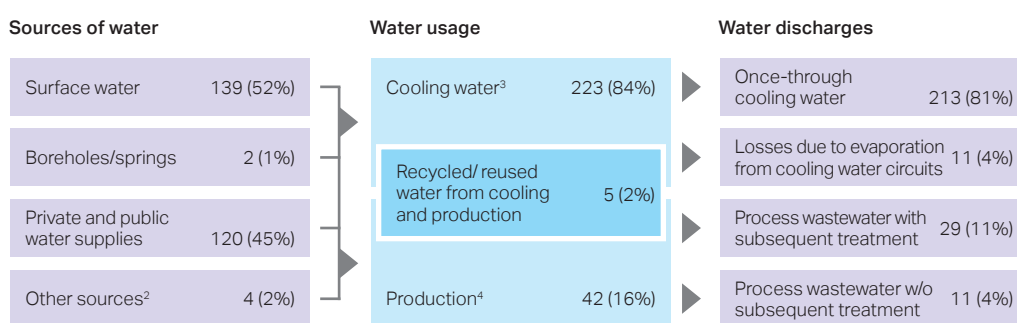 Sources of water
Surface water 139 (52%)
Boreholes/springs 2 (1%)
Private and public
water supplies 120 (45%)
Other sources² 4 (2%)
Water usage
Cooling water³ 223 (84%)
Recycled/ reused
water from cooling 5 (2%)
and production
Production⁴ 42 (16%)
Water discharges
Once-through
cooling water 213 (81%)
Losses due to evaporation
from cooling water circuits 11 (4%)
Process wastewater with
subsequent treatment 29 (11%)
Process wastewater w/o
subsequent treatment 11 (4%)